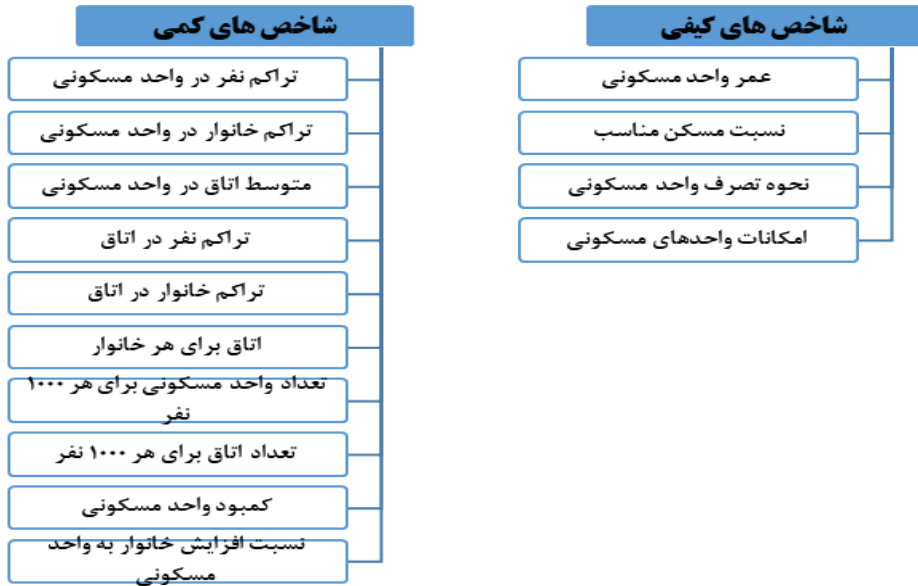 شاخص های کیفی
عمر واحد مسکونی
نسبت مسکن مناسب
نحوه تصرف واحد مسکونی
امکانات واحدهای مسکونی
شاخص های کمی
تراکم نفر در واحد مسکونی
تراکم خانوار در واحد مسکونی
متوسط اتاق در واحد مسکونی
تراکم نفر در اتاق
تراکم خانوار در اتاق
اتاق برای هر خانوار
تعداد واحد مسکونی برای هر ۱۰۰۰
نفر
تعداد اتاق برای هر ۱۰۰۰ نفر
کمبود واحد مسکونی
نسبت افزایش خانوار به واحد
مسکونی